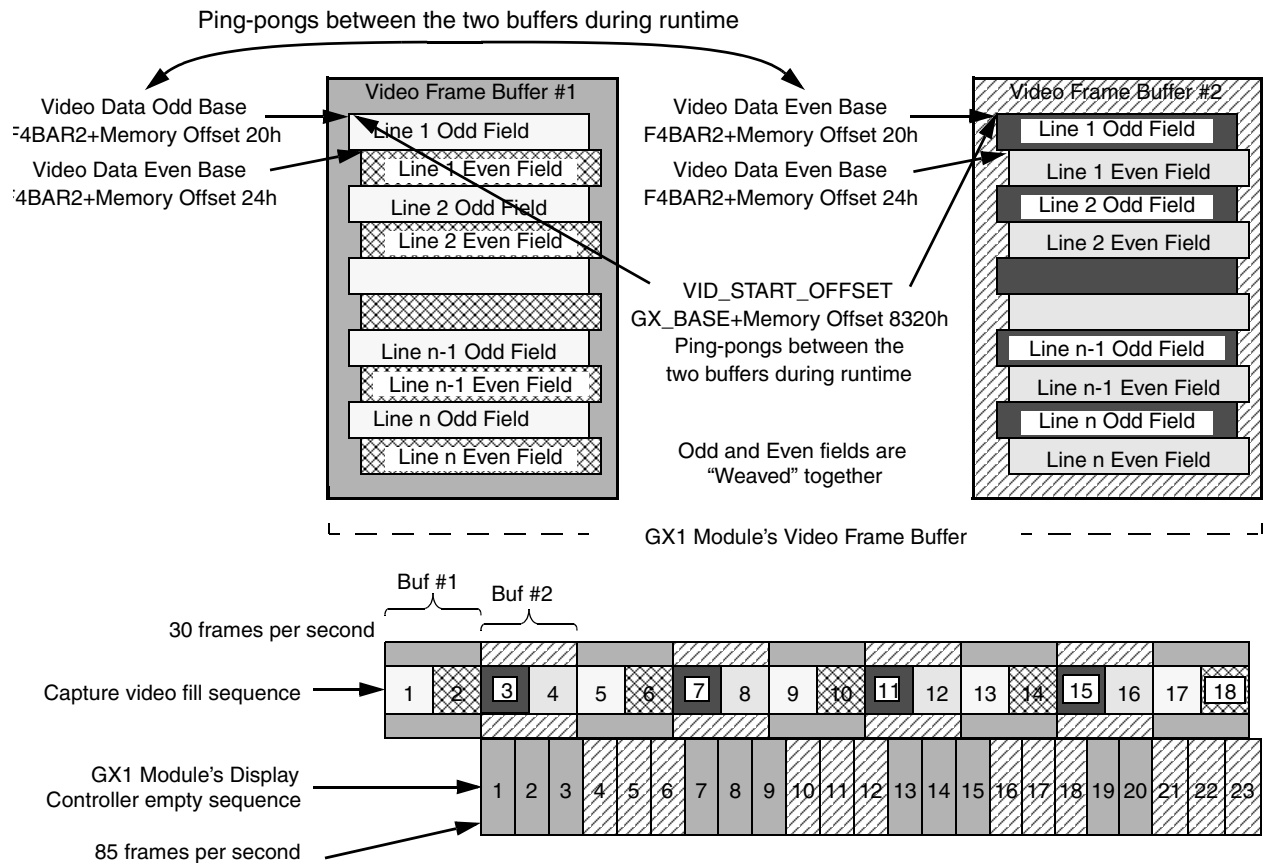 Ping-pongs between the two buffers during runtime
Video Data Odd Base
F4BAR2+Memory Offset 20h
Video Data Even Base
F4BAR2+Memory Offset 24h
Video Frame Buffer #1
Line 1 Odd Field
Line 1 Even Field
Line 2 Odd Field
Line 2 Even Field
Line n-1 Odd Field
Line n-1 Even Field
Line n Odd Field
Line n Even Field
Video Data Even Base
F4BAR2+Memory Offset 20h
Video Data Even Base
F4BAR2+Memory Offset 24h
VID_START_OFFSET
GX_BASE+Memory Offset 8320h
Ping-pongs between the
two buffers during runtime
Odd and Even fields are
“Weaved” together
Video Frame Buffer #2
Line 1 Odd Field
Line 1 Even Field
Line 2 Odd Field
Line 2 Even Field
Line n-1 Odd Field
Line n-1 Even Field
Line n Odd Field
Line n Even Field
GX1 Module’s Video Frame Buffer
Buf #1
Buf #2
30 frames per second
Capture video fill sequence
1 2 3 4 5 6 7 8 9 10 11 12 13 14 15 16 17 18
GX1 Module’s Display
Controller empty sequence
1 2 3 4 5 6 7 8 9 10 11 12 13 14 15 16 17 18 19 20 21 22 23
85 frames per second